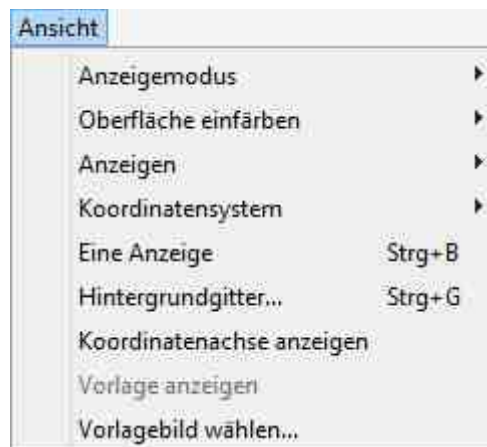 Ansicht
Anzeigemodus
Oberfläche einfärben
Anzeigen
Koordinatensystem
Eine Anzeige Strg+B
Hintergrundgitter... Strg+G
Koordinatenachse anzeigen
Vorlage anzeigen
Vorlagebild wählen...